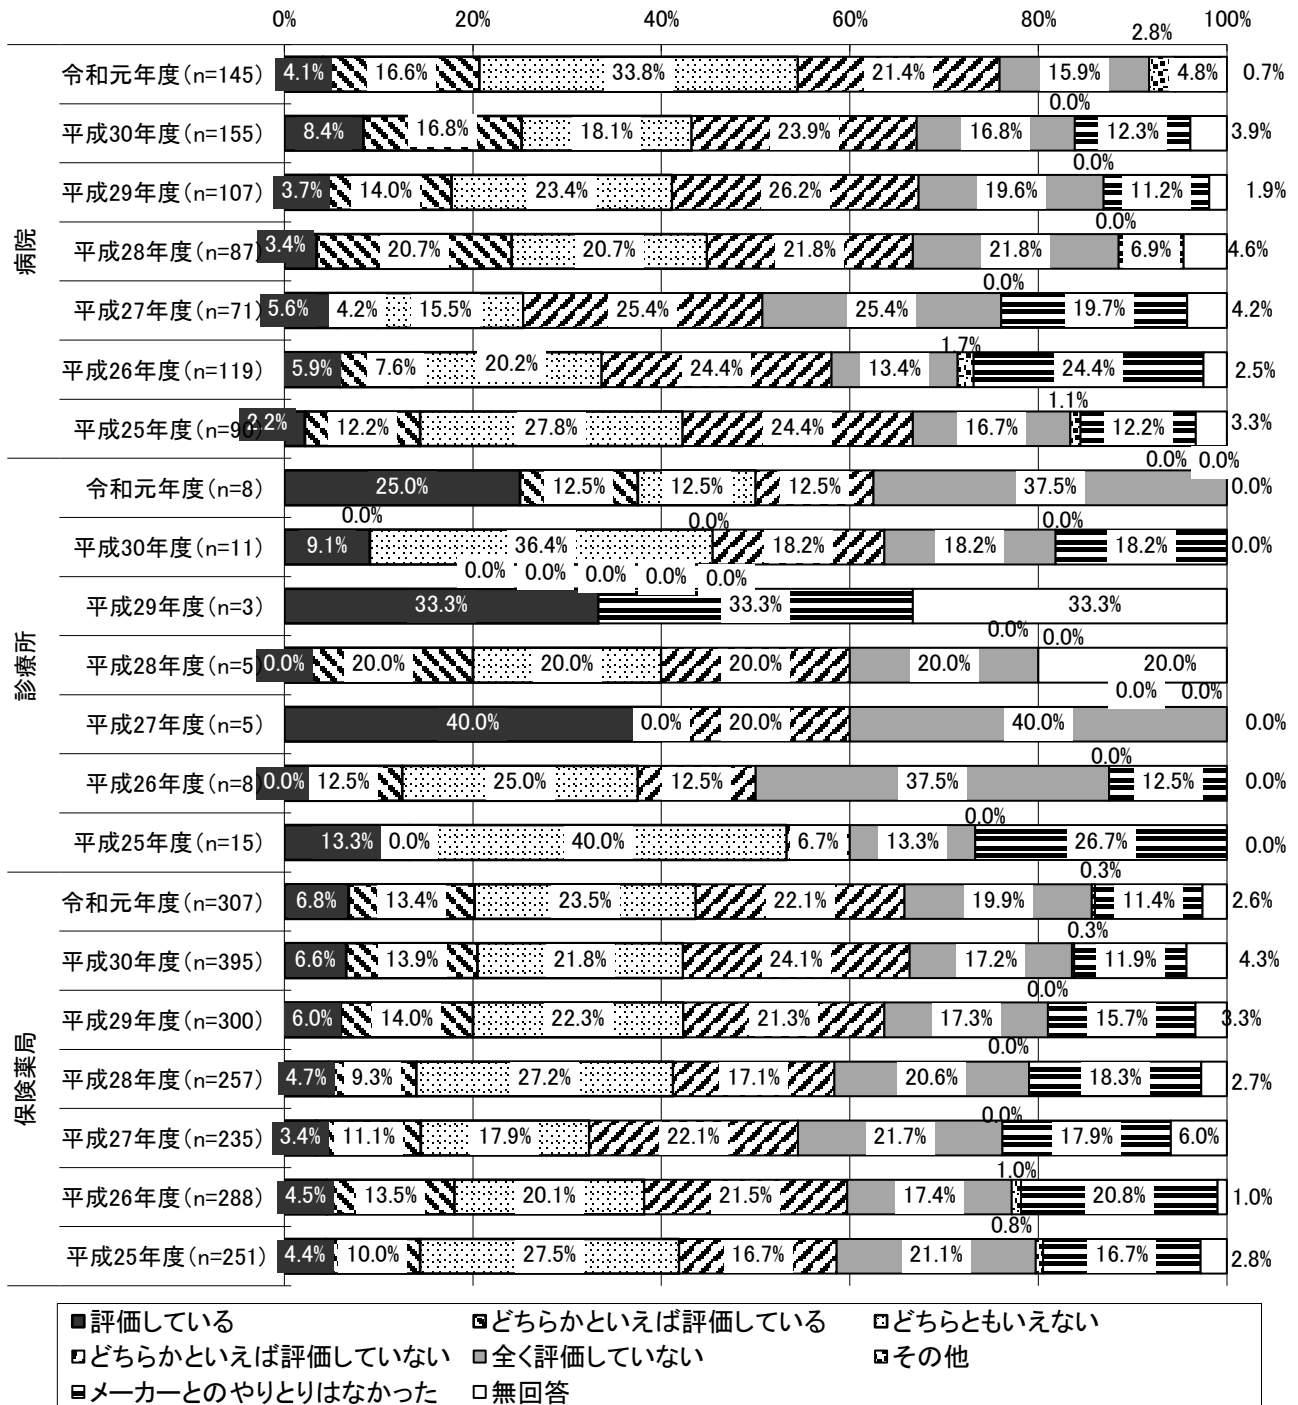 0% 20% 40% 60% 80% 100%
病院
2.8%
令和元年度(n=145) 4.1% 16.6% 33.8% 21.4% 15.9% 4.8% 0.7%
0.0%
平成30年度(n=155) 8.4% 16.8% 18.1% 23.9% 16.8% 12.3% 3.9%
0.0%
平成29年度(n=107) 3.7% 14.0% 23.4% 26.2% 19.6% 11.2% 1.9%
0.0%
平成28年度(n=87) 3.4% 20.7% 20.7% 21.8% 21.8% 6.9% 4.6%
0.0%
平成27年度(n=71) 5.6% 4.2% 15.5% 25.4% 25.4% 19.7% 4.2%
1.7%
平成26年度(n=119) 5.9% 7.6% 20.2% 24.4% 13.4% 24.4% 2.5%
1.1%
平成25年度(n=90) 2.2% 12.2% 27.8% 24.4% 16.7% 12.2% 3.3%
診療所
0.0% 0.0%
令和元年度(n=8) 25.0% 12.5% 12.5% 12.5% 37.5% 0.0%
0.0% 0.0% 0.0%
平成30年度(n=11) 9.1% 36.4% 18.2% 18.2% 18.2% 0.0%
0.0% 0.0% 0.0% 0.0% 0.0%
平成29年度(n=3) 33.3% 33.3% 33.3%
0.0% 0.0%
平成28年度(n=5) 0.0% 20.0% 20.0% 20.0% 20.0% 20.0%
0.0% 0.0%
平成27年度(n=5) 40.0% 0.0% 20.0% 40.0% 0.0%
0.0%
平成26年度(n=8) 0.0% 12.5% 25.0% 12.5% 37.5% 12.5% 0.0%
0.0%
平成25年度(n=15) 13.3% 0.0% 40.0% 6.7% 13.3% 26.7% 0.0%
保険薬局
0.3%
令和元年度(n=307) 6.8% 13.4% 23.5% 22.1% 19.9% 11.4% 2.6%
0.3%
平成30年度(n=395) 6.6% 13.9% 21.8% 24.1% 17.2% 11.9% 4.3%
0.0%
平成29年度(n=300) 6.0% 14.0% 22.3% 21.3% 17.3% 15.7% 3.3%
0.0%
平成28年度(n=257) 4.7% 9.3% 27.2% 17.1% 20.6% 18.3% 2.7%
0.0%
平成27年度(n=235) 3.4% 11.1% 17.9% 22.1% 21.7% 17.9% 6.0%
1.0%
平成26年度(n=288) 4.5% 13.5% 20.1% 21.5% 17.4% 20.8% 1.0%
0.8%
平成25年度(n=251) 4.4% 10.0% 27.5% 16.7% 21.1% 16.7% 2.8%
評価している どちらかといえば評価している どちらともいえない
どちらかといえば評価していない 全く評価していない その他
メーカーとのやりとりはなかった 無回答